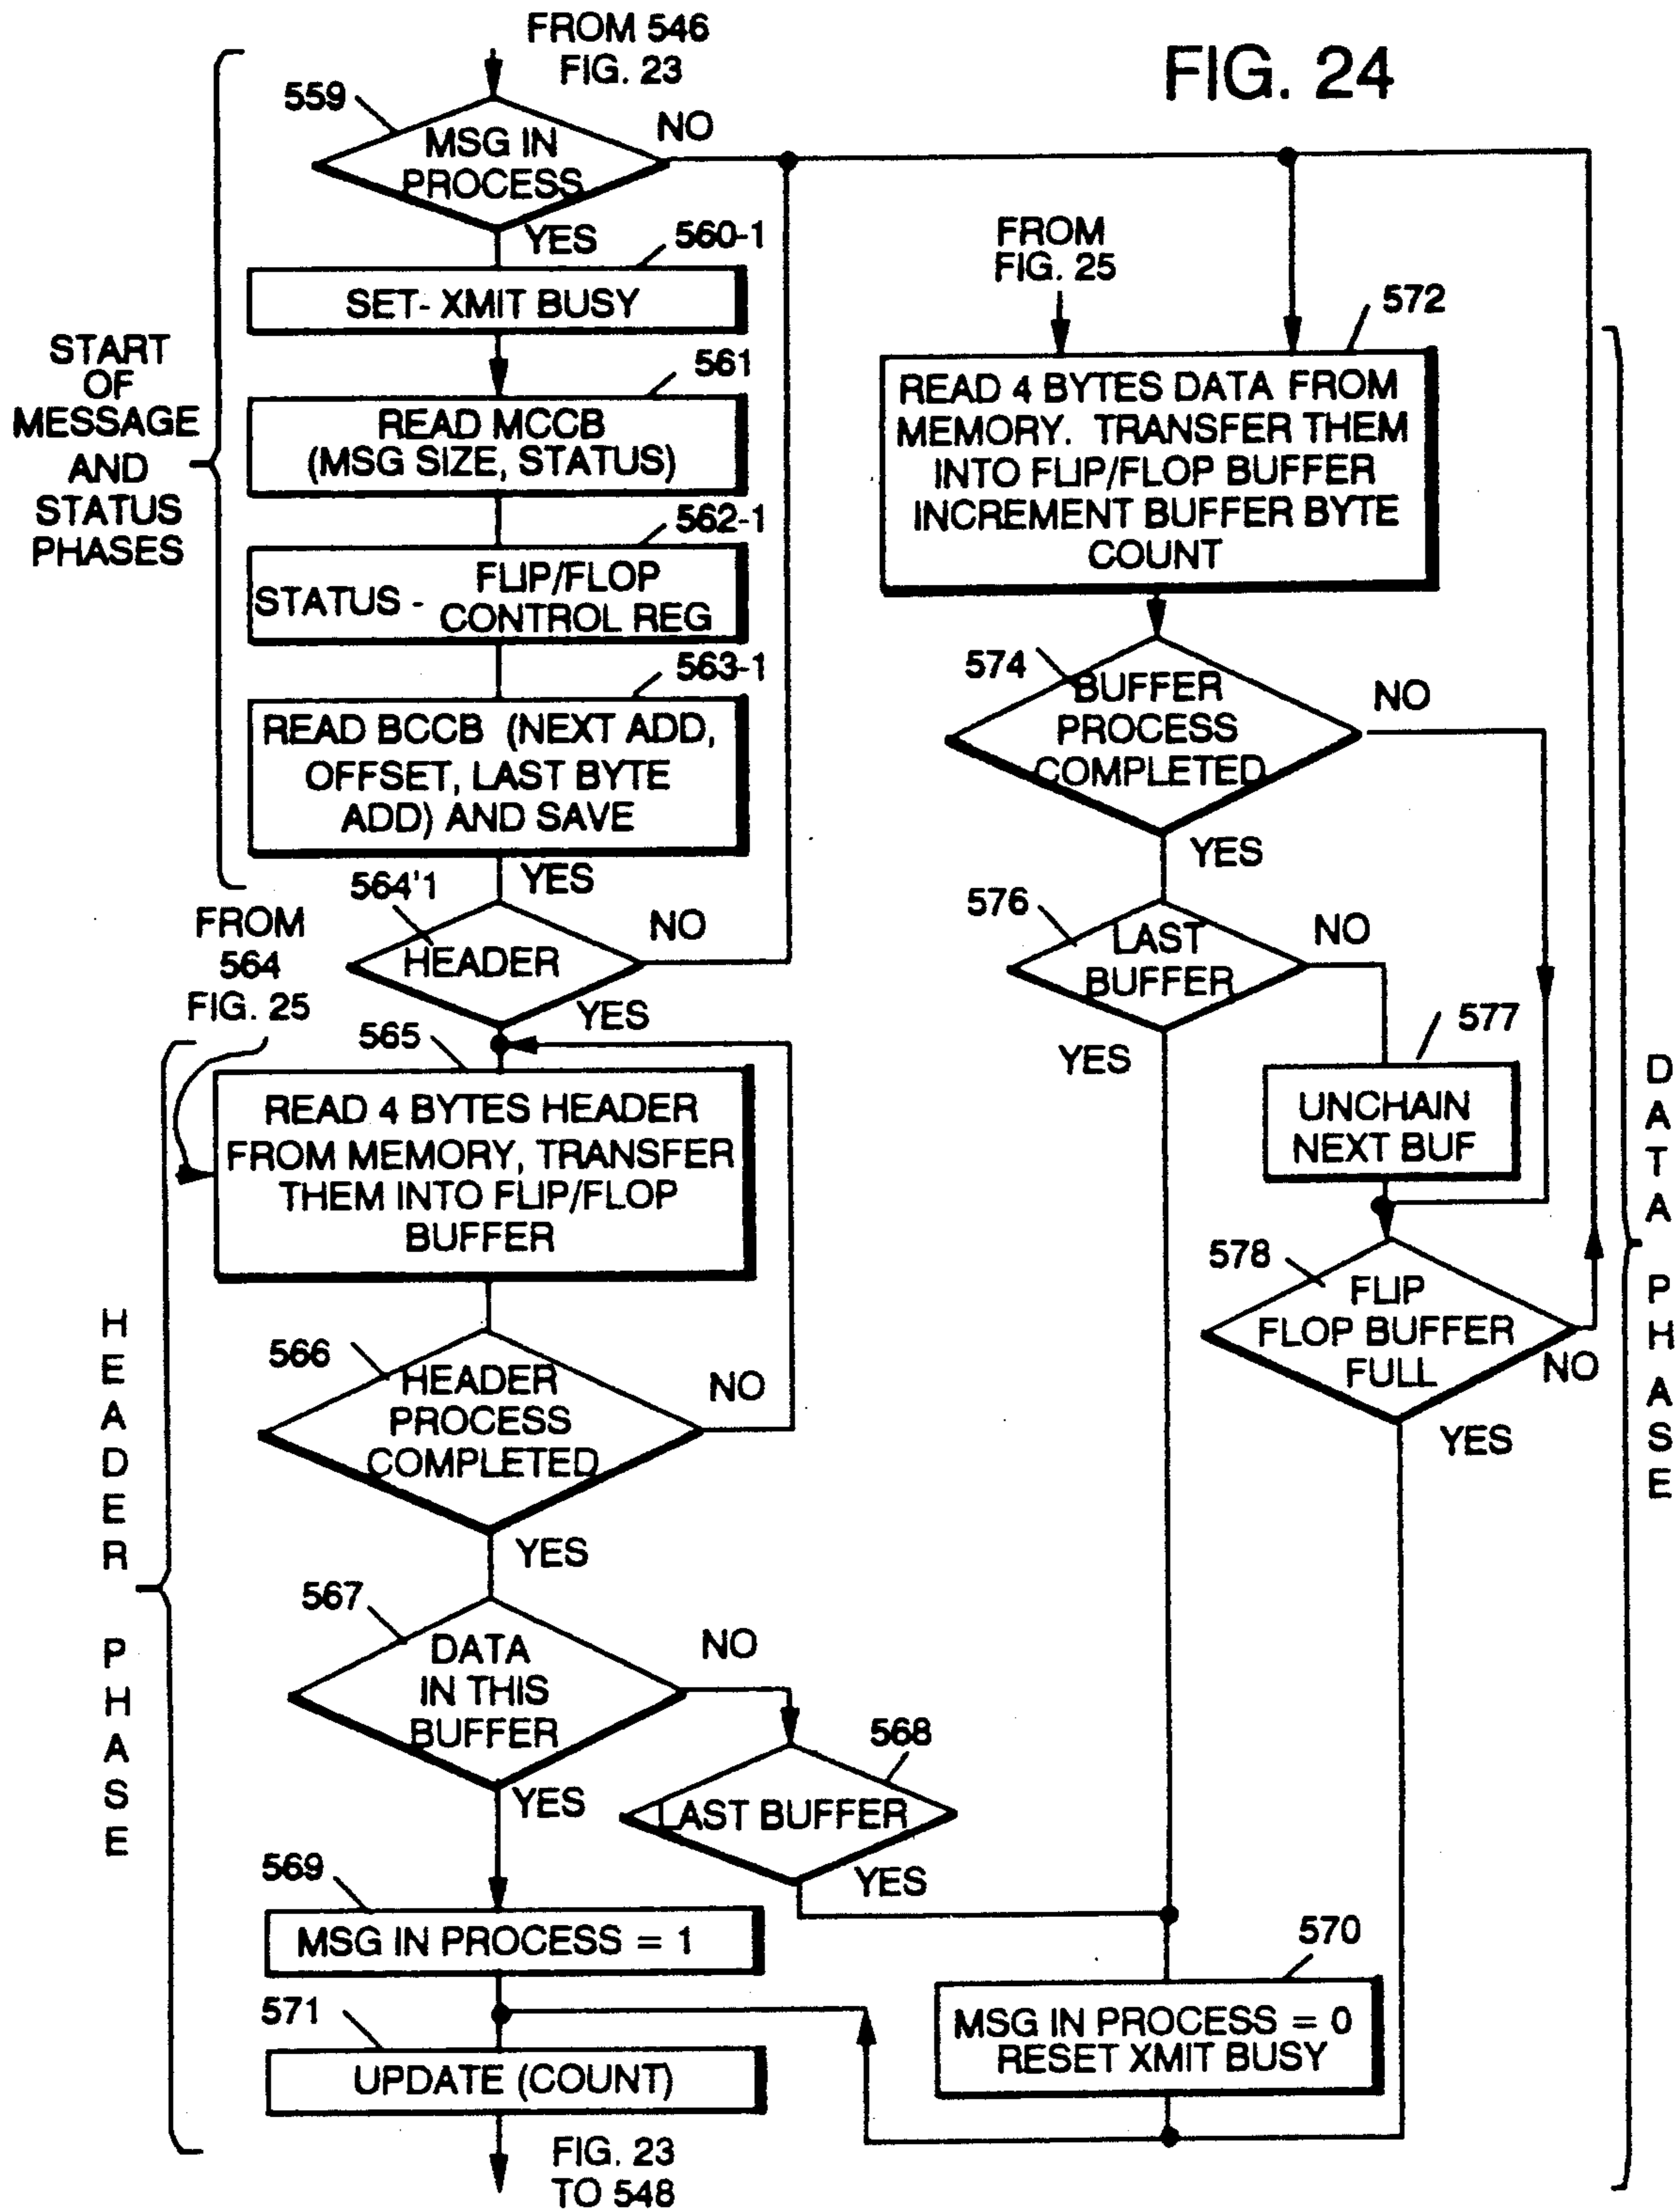 FROM 546
FIG. 23
FIG. 24
559
MSG IN
PROCESS
NO
YES
560-1
SET- XMIT BUSY
561
READ MCCB
(MSG SIZE, STATUS)
562-1
STATUS - FLIP/FLOP
CONTROL REG
563-1
READ BCCB (NEXT ADD,
OFFSET, LAST BYTE
ADD) AND SAVE
START
OF
MESSAGE
AND
STATUS
PHASES
YES
564'1
HEADER
NO
YES
FROM
564
FIG. 25
565
READ 4 BYTES HEADER
FROM MEMORY, TRANSFER
THEM INTO FLIP/FLOP
BUFFER
566
HEADER
PROCESS
COMPLETED
NO
YES
567
DATA
IN THIS
BUFFER
NO
YES
568
LAST BUFFER
YES
569
MSG IN PROCESS = 1
571
UPDATE (COUNT)
FIG. 23
TO 548
HEADER PHASE
FROM
FIG. 25
572
READ 4 BYTES DATA FROM
MEMORY. TRANSFER THEM
INTO FLIP/FLOP BUFFER
INCREMENT BUFFER BYTE
COUNT
574
BUFFER
PROCESS
COMPLETED
NO
YES
576
LAST
BUFFER
NO
YES
577
UNCHAIN
NEXT BUF
578
FLIP
FLOP BUFFER
FULL
NO
YES
570
MSG IN PROCESS = 0
RESET XMIT BUSY
DATA PHASE